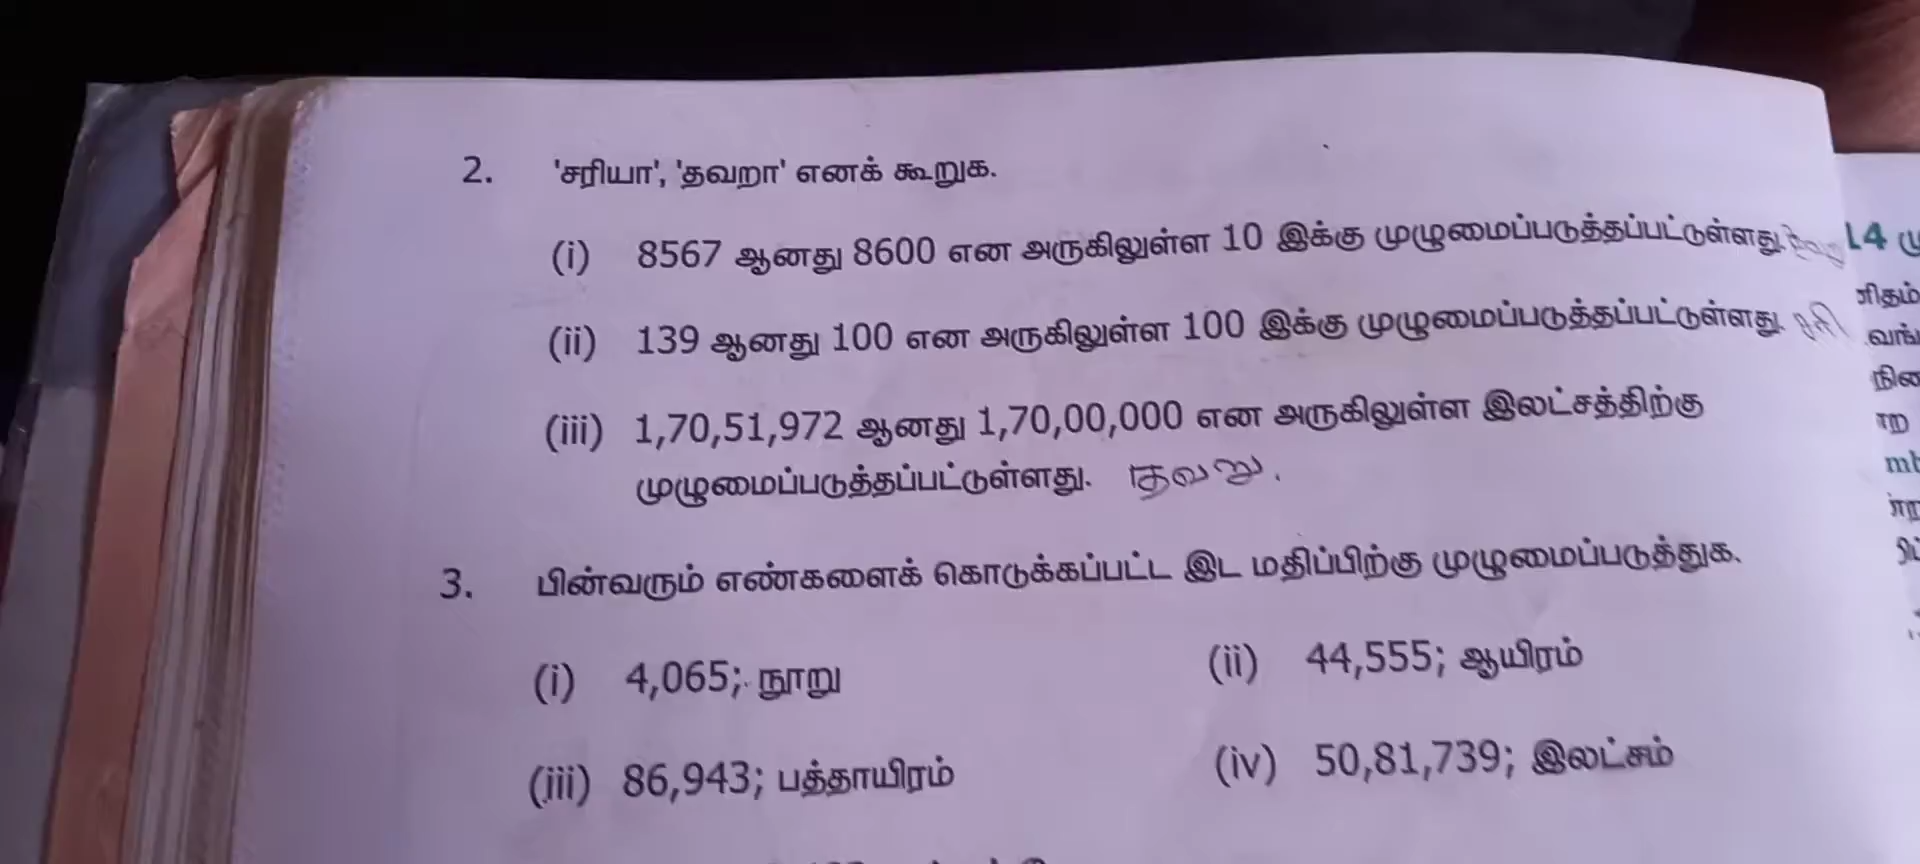 2. 'சரியா', 'தவறா' எனக் கூறுக.
(i) 8567 ஆனது 8600 என அருகிலுள்ள 10 இக்கு முழுமைப்படுத்தப்பட்டுள்ளது.
(ii) 139 ஆனது 100 என அருகிலுள்ள 100 இக்கு முழுமைப்படுத்தப்பட்டுள்ளது. சரி
(iii) 1,70,51,972 ஆனது 1,70,00,000 என அருகிலுள்ள இலட்சத்திற்கு
முழுமைப்படுத்தப்பட்டுள்ளது. தவறு.
3. பின்வரும் எண்களைக் கொடுக்கப்பட்ட இட மதிப்பிற்கு முழுமைப்படுத்துக.
(i) 4,065; நூறு (ii) 44,555; ஆயிரம்
(iii) 86,943; பத்தாயிரம் (iv) 50,81,739; இலட்சம்